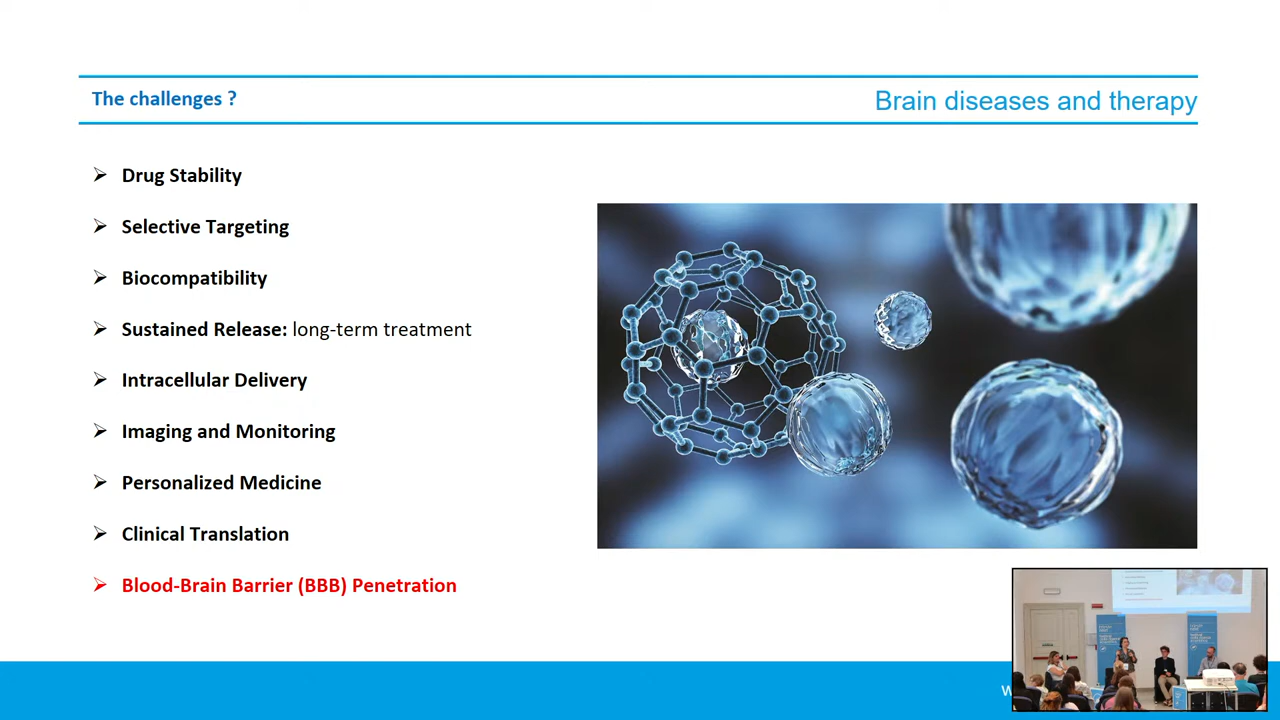 The challenges ?
Brain diseases and therapy
Drug Stability
Selective Targeting
Biocompatibility
Sustained Release: long-term treatment
Intracellular Delivery
Imaging and Monitoring
Personalized Medicine
Clinical Translation
Blood-Brain Barrier (BBB) Penetration